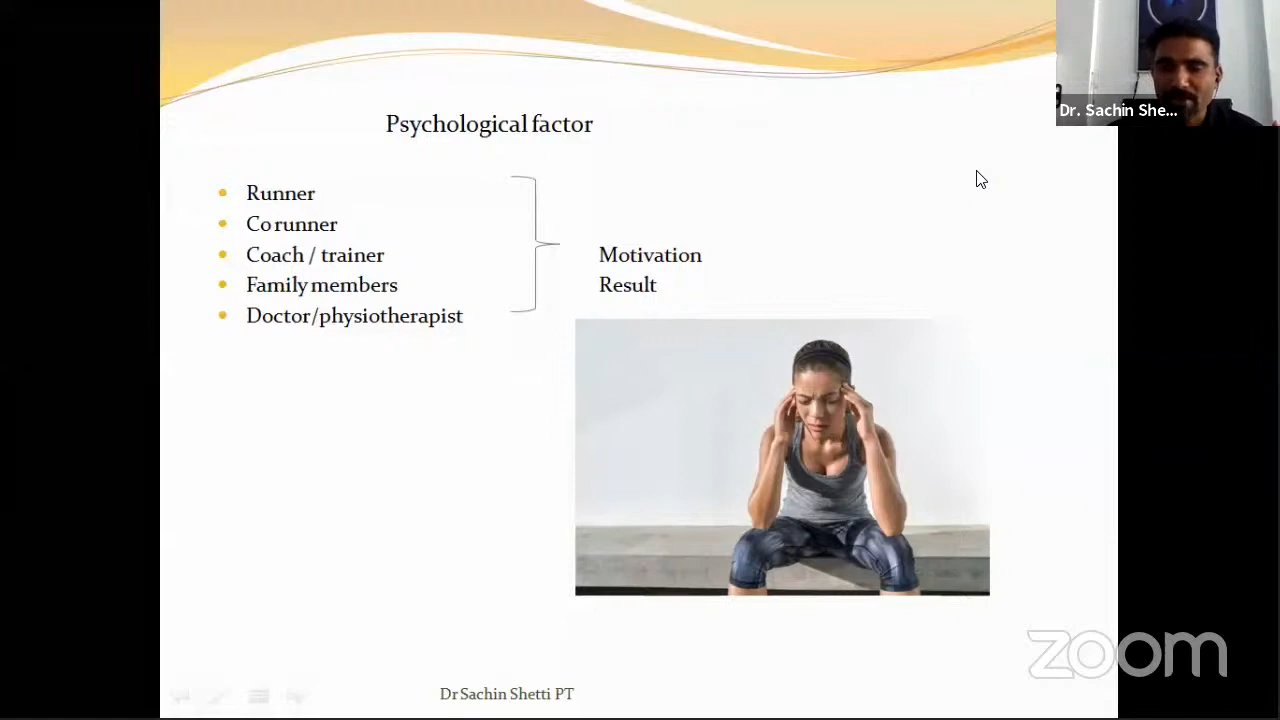 Psychological factor
Dr. Sachin She...
Runner
Co runner
Coach / trainer
Family members
Doctor/physiotherapist
Motivation
Result
zoom
Dr Sachin Shetti PT